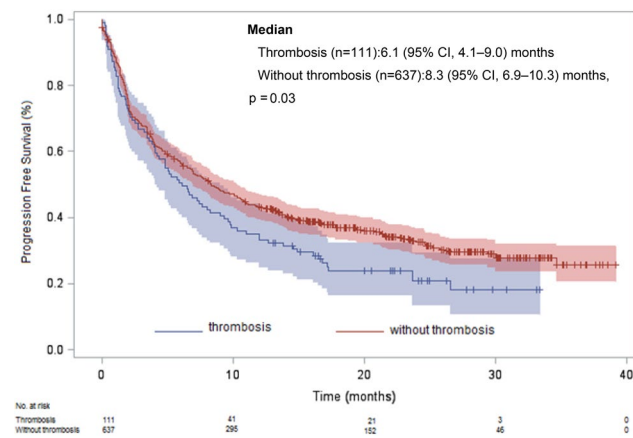 Median
Thrombosis (n=111):6.1 (95% CI, 4.1–9.0) months
Without thrombosis (n=637):8.3 (95% CI, 6.9–10.3) months,
p = 0.03
Progression Free Survival (%)
1.0
0.8
0.6
0.4
0.2
0.0
thrombosis
without thrombosis
0 10 20 30 40
Time (months)
No. at risk
Thrombosis 111 41 21 3 0
Without thrombosis 637 295 152 46 0